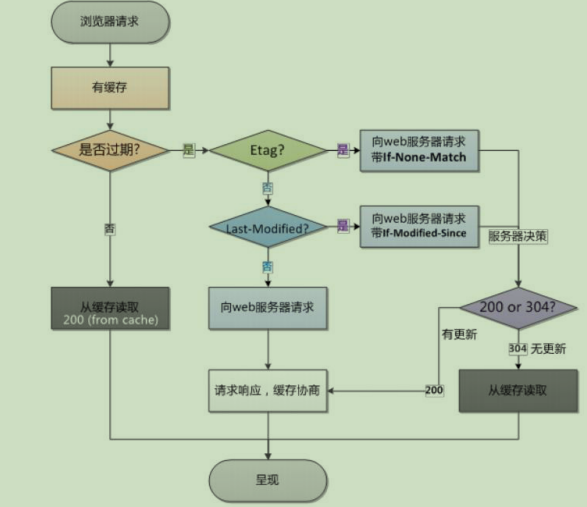 浏览器请求
有缓存
是否过期?
是
Etag?
是
向web服务器请求
带If-None-Match
否
否
Last-Modified?
是
向web服务器请求
带If-Modified-Since
服务器决策
否
从缓存读取
200 (from cache)
向web服务器请求
200 or 304?
有更新
304 无更新
请求响应，缓存协商
200
从缓存读取
呈现